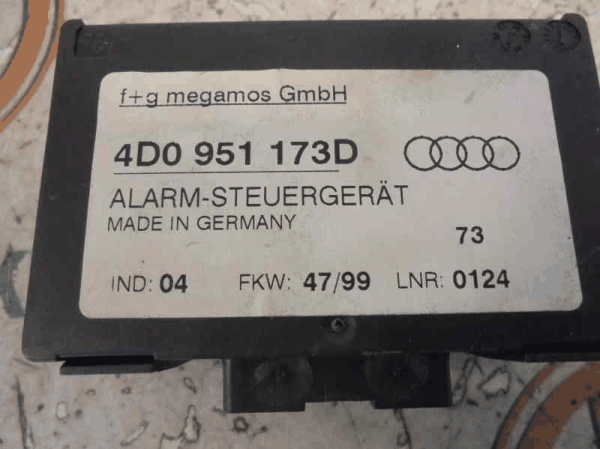 f+g megamos GmbH
4D0 951 173D
ALARM-STEUERGERÄT
MADE IN GERMANY
73
IND: 04 FKW: 47/99 LNR: 0124